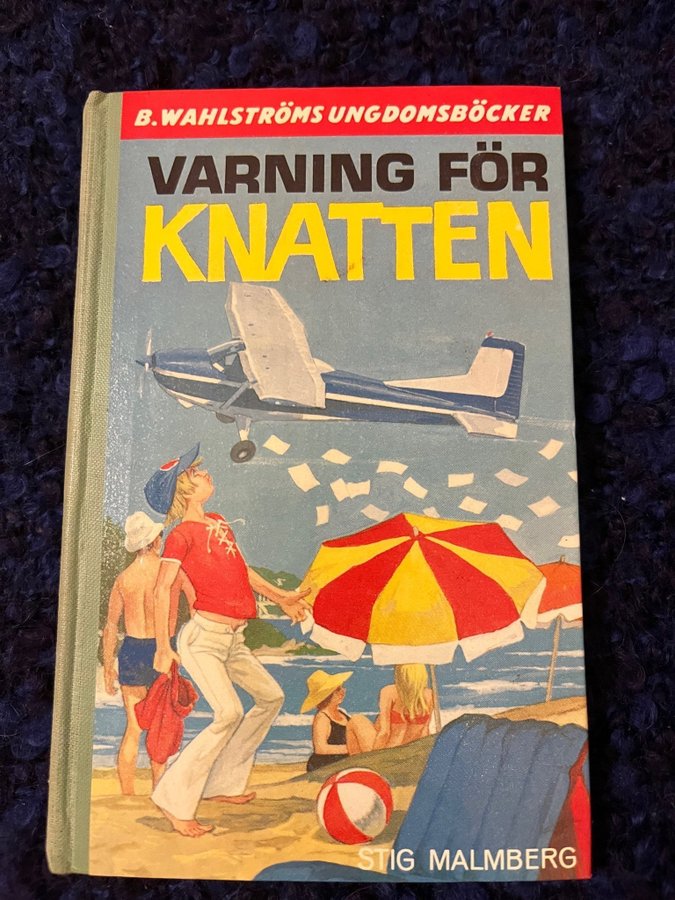 B. WAHLSTRÖMS UNGDOMSBÖCKER
VARNING FÖR
KNATTEN
STIG MALMBERG